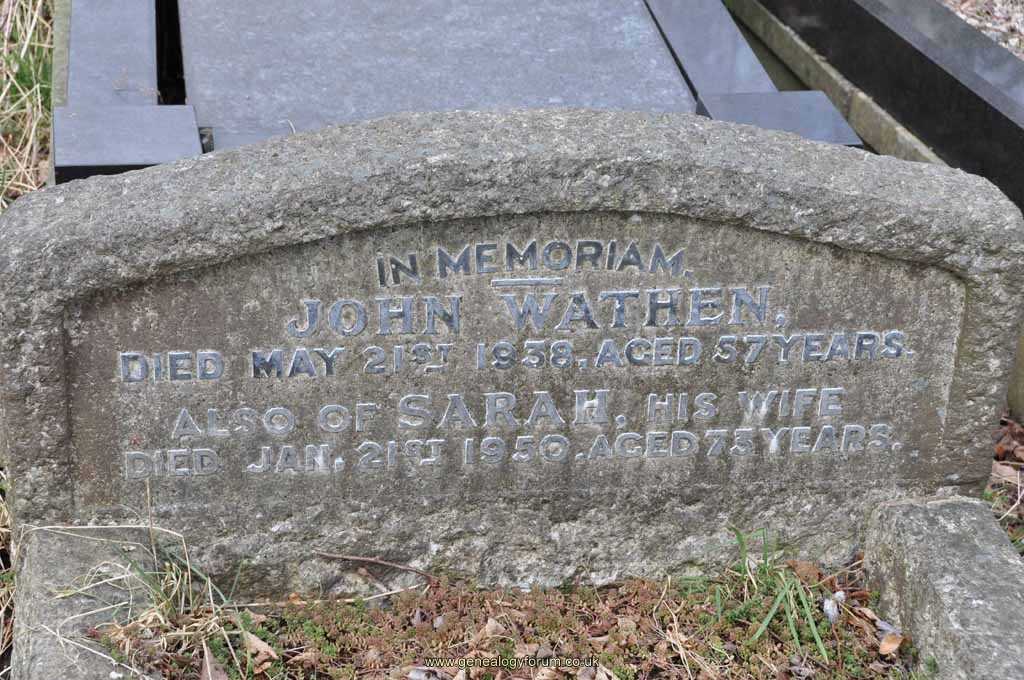 IN MEMORIAM.
JOHN WATHEN,
DIED MAY 21ST 1938, AGED 57 YEARS.
ALSO OF SARAH, HIS WIFE
DIED JAN. 21ST 1950, AGED 73 YEARS.
www.genealogyforum.co.uk